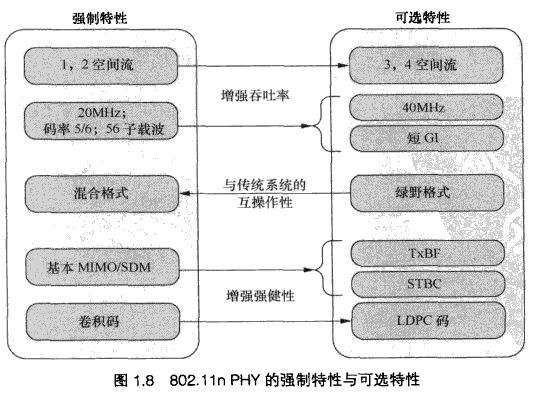 强制特性
可选特性
1，2空间流
3，4空间流
增强吞吐率
20MHz；
码率 5/6；56 子载波
40MHz
短 GI
混合格式
与传统系统的
互操作性
绿野格式
基本 MIMO/SDM
TxBF
STBC
增强强健性
卷积码
LDPC 码
图 1.8 802.11n PHY 的强制特性与可选特性